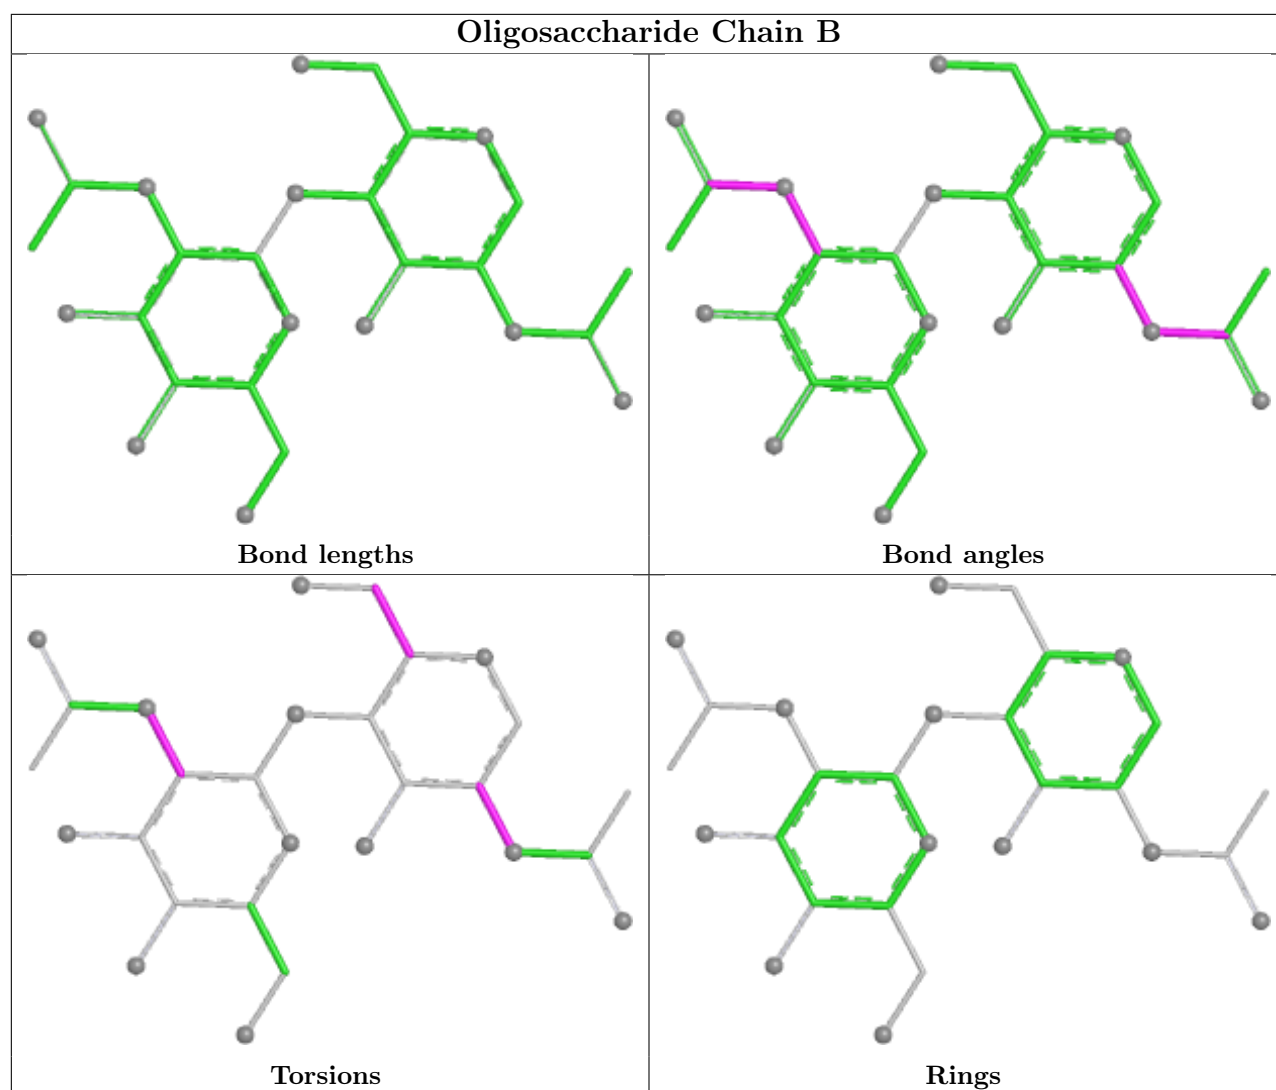 Oligosaccharide Chain B
Bond lengths
Bond angles
Torsions
Rings